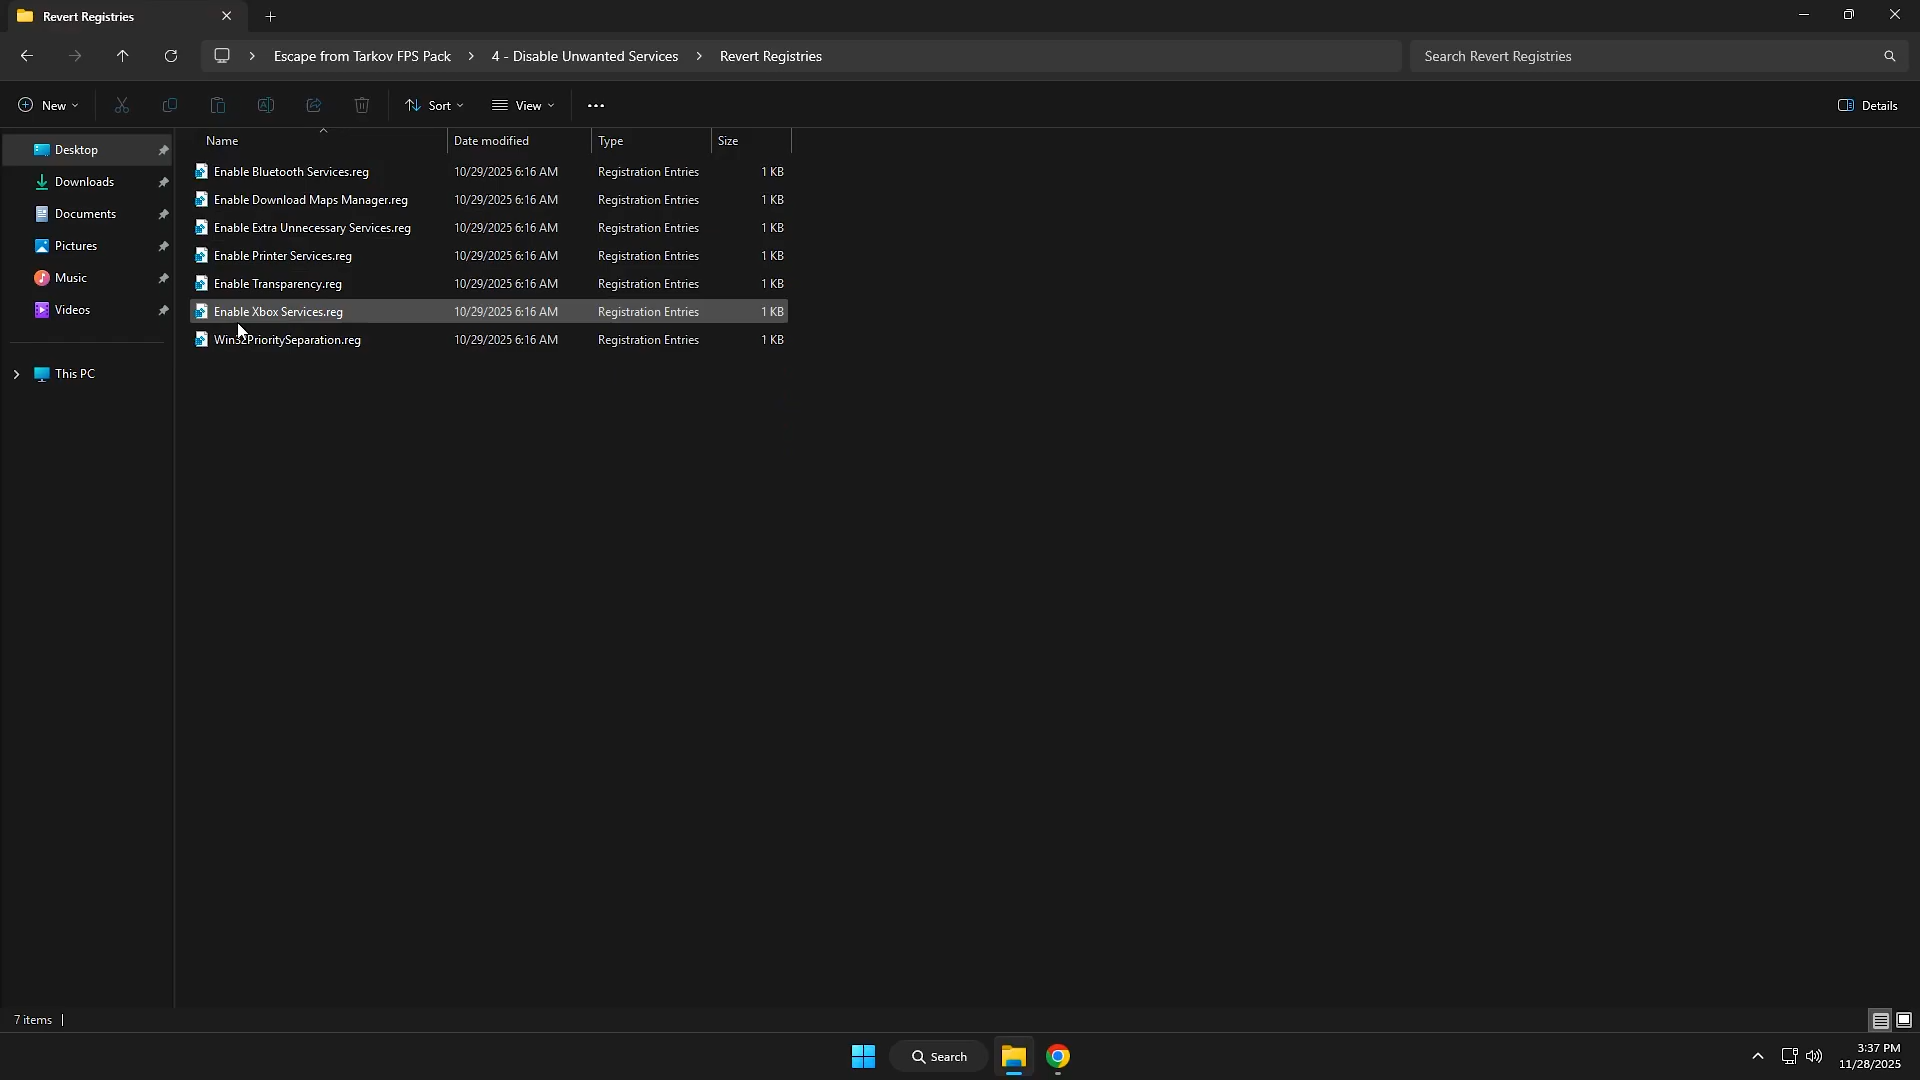 Revert Registries
Escape from Tarkov FPS Pack > 4 - Disable Unwanted Services > Revert Registries
Search Revert Registries
New Sort View ... Details
Name Date modified Type Size
Desktop
Downloads
Documents
Pictures
Music
Videos
This PC
Enable Bluetooth Services.reg 10/29/2025 6:16 AM Registration Entries 1 KB
Enable Download Maps Manager.reg 10/29/2025 6:16 AM Registration Entries 1 KB
Enable Extra Unnecessary Services.reg 10/29/2025 6:16 AM Registration Entries 1 KB
Enable Printer Services.reg 10/29/2025 6:16 AM Registration Entries 1 KB
Enable Transparency.reg 10/29/2025 6:16 AM Registration Entries 1 KB
Enable Xbox Services.reg 10/29/2025 6:16 AM Registration Entries 1 KB
Win32PrioritySeparation.reg 10/29/2025 6:16 AM Registration Entries 1 KB
7 items
Search
3:37 PM
11/28/2025